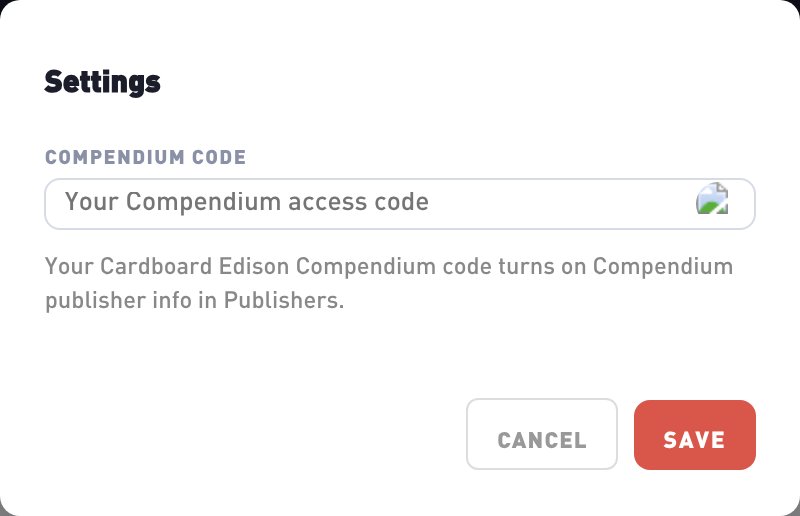 Settings
COMPENDIUM CODE
Your Compendium access code
Your Cardboard Edison Compendium code turns on Compendium
publisher info in Publishers.
CANCEL
SAVE